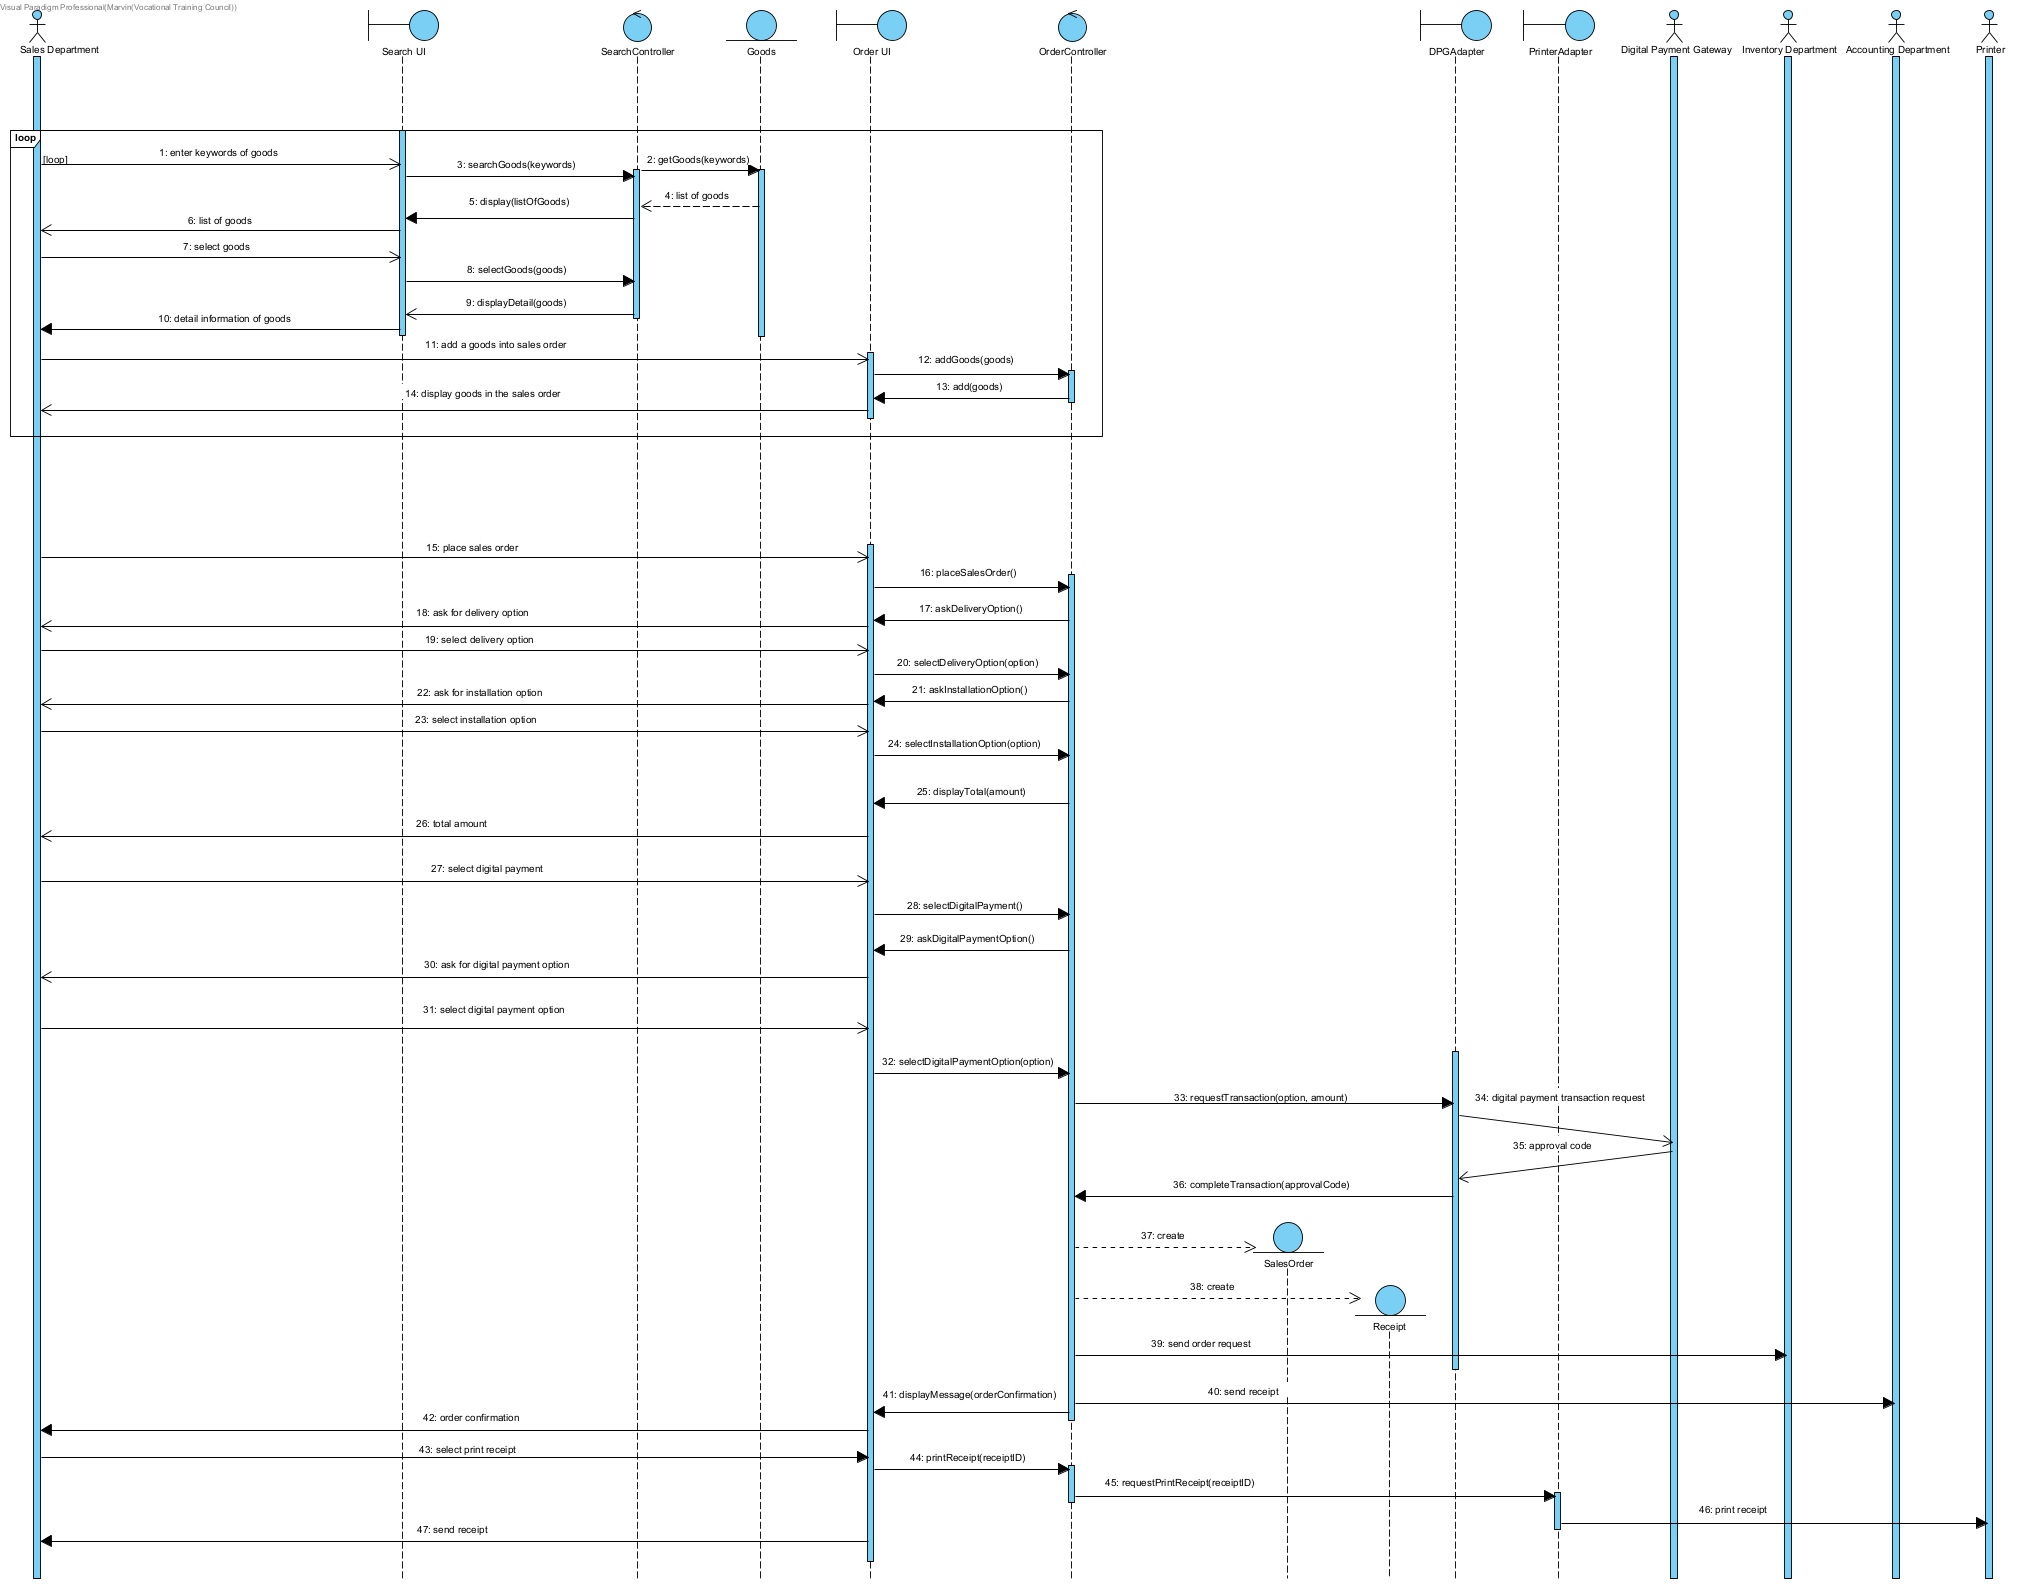 Visual Paradigm Professional(Marvin(Vocational Training Council))
Sales Department
Search UI
SearchController
Goods
Order UI
OrderController
DPGAdapter
PrinterAdapter
Digital Payment Gateway
Inventory Department
Accounting Department
Printer
loop
[loop]
1: enter keywords of goods
2: getGoods(keywords)
3: searchGoods(keywords)
4: list of goods
5: display(listOfGoods)
6: list of goods
7: select goods
8: selectGoods(goods)
9: displayDetail(goods)
10: detail information of goods
11: add a goods into sales order
12: addGoods(goods)
13: add(goods)
14: display goods in the sales order
15: place sales order
16: placeSalesOrder()
17: askDeliveryOption()
18: ask for delivery option
19: select delivery option
20: selectDeliveryOption(option)
21: askInstallationOption()
22: ask for installation option
23: select installation option
24: selectInstallationOption(option)
25: displayTotal(amount)
26: total amount
27: select digital payment
28: selectDigitalPayment()
29: askDigitalPaymentOption()
30: ask for digital payment option
31: select digital payment option
32: selectDigitalPaymentOption(option)
33: requestTransaction(option, amount)
34: digital payment transaction request
35: approval code
36: completeTransaction(approvalCode)
37: create
SalesOrder
38: create
Receipt
39: send order request
40: send receipt
41: displayMessage(orderConfirmation)
42: order confirmation
43: select print receipt
44: printReceipt(receiptID)
45: requestPrintReceipt(receiptID)
46: print receipt
47: send receipt